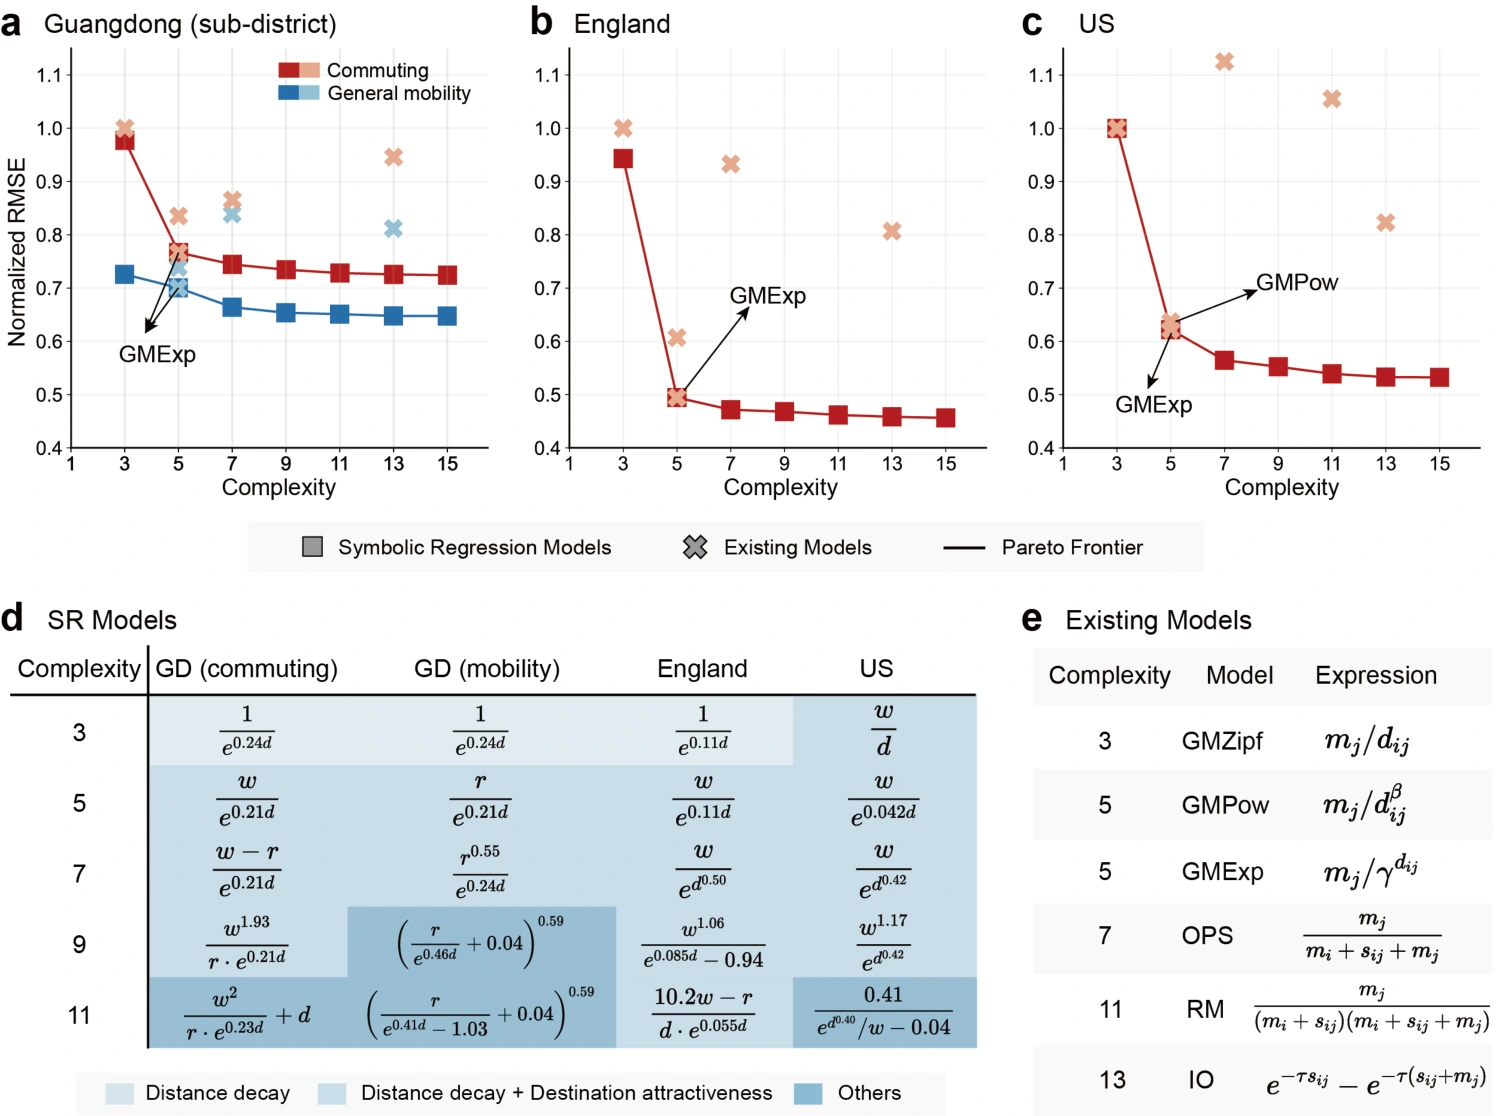 a Guangdong (sub-district)
b England
c US
Normalized RMSE
1.1
1.0
0.9
0.8
0.7
0.6
0.5
0.4
1 3 5 7 9 11 13 15
Complexity
Commuting
General mobility
GMExp
1.1
1.0
0.9
0.8
0.7
0.6
0.5
0.4
1 3 5 7 9 11 13 15
Complexity
GMExp
1.1
1.0
0.9
0.8
0.7
0.6
0.5
0.4
1 3 5 7 9 11 13 15
Complexity
GMPow
GMExp
Symbolic Regression Models Existing Models Pareto Frontier
d SR Models
Complexity GD (commuting) GD (mobility) England US
3 1/e^{0.24d} 1/e^{0.24d} 1/e^{0.11d} w/d
5 w/e^{0.21d} r/e^{0.21d} w/e^{0.11d} w/e^{0.042d}
7 (w − r)/e^{0.21d} r^{0.55}/e^{0.24d} w/e^{d^{0.50}} w/e^{d^{0.42}}
9 w^{1.93}/(r · e^{0.21d}) (r/e^{0.46d} + 0.04)^{0.59} w^{1.06}/(e^{0.085d} − 0.94) w^{1.17}/e^{d^{0.42}}
11 w^{2}/(r · e^{0.23d}) + d (r/(e^{0.41d} − 1.03) + 0.04)^{0.59} (10.2w − r)/(d · e^{0.055d}) 0.41/(e^{d^{0.40}}/w − 0.04)
Distance decay Distance decay + Destination attractiveness Others
e Existing Models
Complexity Model Expression
3 GMZipf m_j/d_{ij}
5 GMPow m_j/d_{ij}^{β}
5 GMExp m_j/γ^{d_{ij}}
7 OPS m_j/(m_i + s_{ij} + m_j)
11 RM m_j/((m_i + s_{ij})(m_i + s_{ij} + m_j))
13 IO e^{−τs_{ij}} − e^{−τ(s_{ij}+m_j)}